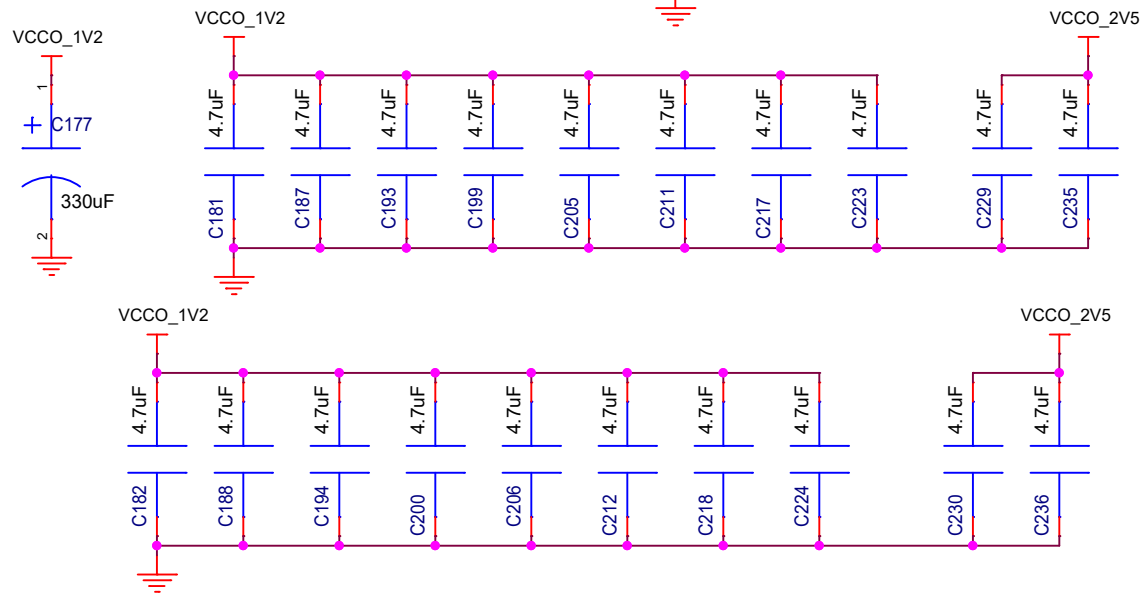 VCCO_1V2
1
+ C177
330uF
2
VCCO_1V2
VCCO_2V5
4.7uF
4.7uF
4.7uF
4.7uF
4.7uF
4.7uF
4.7uF
4.7uF
4.7uF
4.7uF
C181
C187
C193
C199
C205
C211
C217
C223
C229
C235
VCCO_1V2
VCCO_2V5
4.7uF
4.7uF
4.7uF
4.7uF
4.7uF
4.7uF
4.7uF
4.7uF
4.7uF
4.7uF
C182
C188
C194
C200
C206
C212
C218
C224
C230
C236